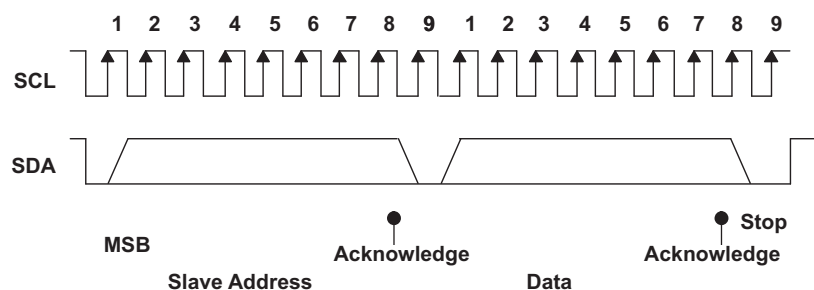 1 2 3 4 5 6 7 8 9 1 2 3 4 5 6 7 8 9
SCL
SDA
Stop
MSB Acknowledge Acknowledge
Slave Address Data